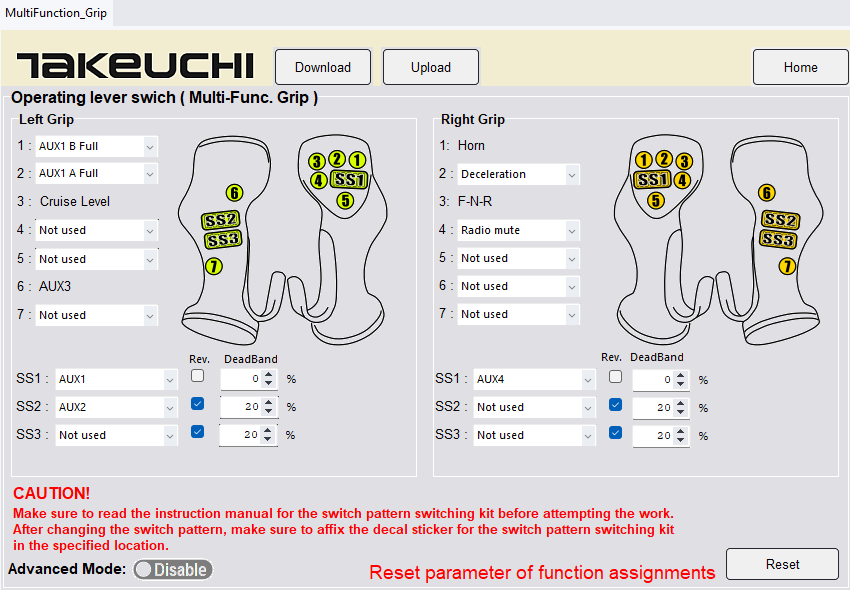 MultiFunction_Grip
TAKEUCHI
Download
Upload
Home
Operating lever swich ( Multi-Func. Grip )
Left Grip
1 : AUX1 B Full
2 : AUX1 A Full
3 : Cruise Level
4 : Not used
5 : Not used
6 : AUX3
7 : Not used
3 2 1
4 SS1
5
6
SS2
SS3
7
Rev. DeadBand
SS1 : AUX1 0 %
SS2 : AUX2 20 %
SS3 : Not used 20 %
Right Grip
1: Horn
2 : Deceleration
3 : F-N-R
4 : Radio mute
5 : Not used
6 : Not used
7 : Not used
1 2 3
SS1 4
5
6
SS2
SS3
7
Rev. DeadBand
SS1 : AUX4 0 %
SS2 : Not used 20 %
SS3 : Not used 20 %
CAUTION!
Make sure to read the instruction manual for the switch pattern switching kit before attempting the work.
After changing the switch pattern, make sure to affix the decal sticker for the switch pattern switching kit
in the specified location.
Advanced Mode: Disable
Reset parameter of function assignments
Reset